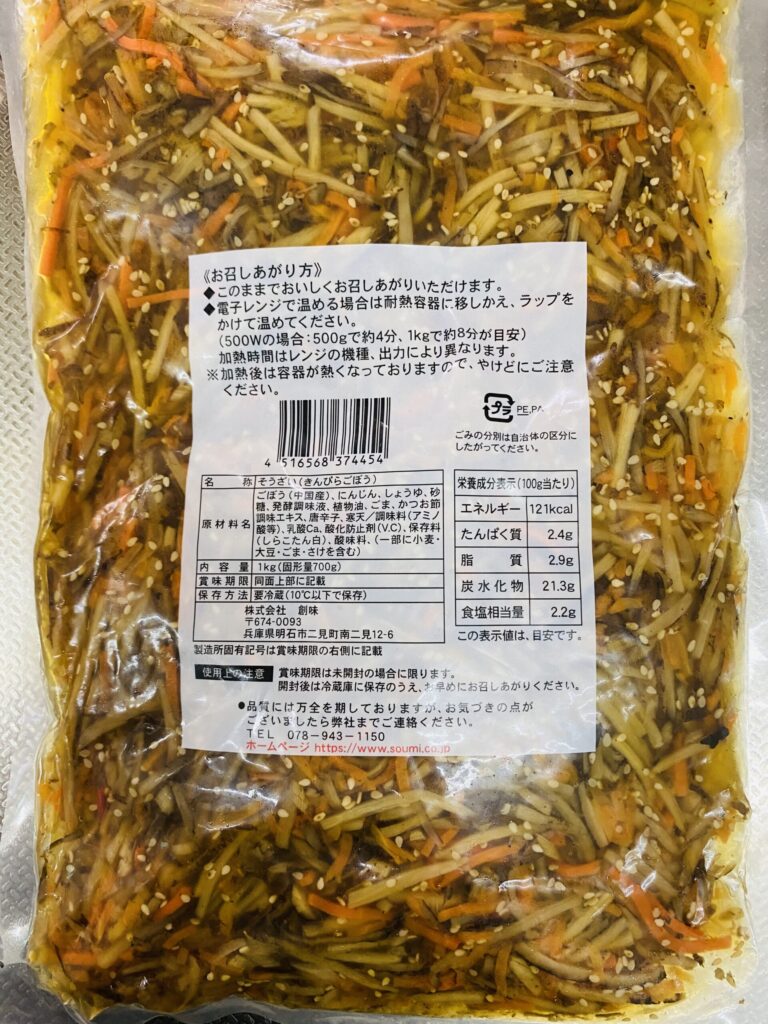 《お召しあがり方》
◆このままでおいしくお召しあがりいただけます。
◆電子レンジで温める場合は耐熱容器に移しかえ、ラップを
かけて温めてください。
(500Wの場合:500gで約4分、1kgで約8分が目安)
加熱時間はレンジの機種、出力により異なります。
※加熱後は容器が熱くなっておりますので、やけどにご注意
ください。
4 516568 374454
プラ PE,PA
ごみの分別は自治体の区分に
したがってください。
名 称 そうざい(きんぴらごぼう)
原材料名 ごぼう(中国産)、にんじん、しょうゆ、砂
糖、発酵調味液、植物油、ごま、かつお節
調味エキス、唐辛子、寒天/調味料(アミノ
酸等)、乳酸Ca、酸化防止剤(V.C)、保存料
(しらこたん白)、酸味料、(一部に小麦・
大豆・ごま・さけを含む)
内 容 量 1kg(固形量700g)
賞味期限 同面上部に記載
保存方法 要冷蔵(10℃以下で保存)
株式会社 創味
〒674-0093
兵庫県明石市二見町南二見12-6
製造所固有記号は賞味期限の右側に記載
栄養成分表示(100g当たり)
エネルギー 121kcal
たんぱく質 2.4g
脂 質 2.9g
炭水化物 21.3g
食塩相当量 2.2g
この表示値は、目安です。
使用上の注意 賞味期限は未開封の場合に限ります。
開封後は冷蔵庫に保存のうえ、お早めにお召しあがりください。
●品質には万全を期しておりますが、お気づきの点が
ございましたら弊社までご連絡ください。
TEL 078-943-1150
ホームページ https://www.soumi.co.jp